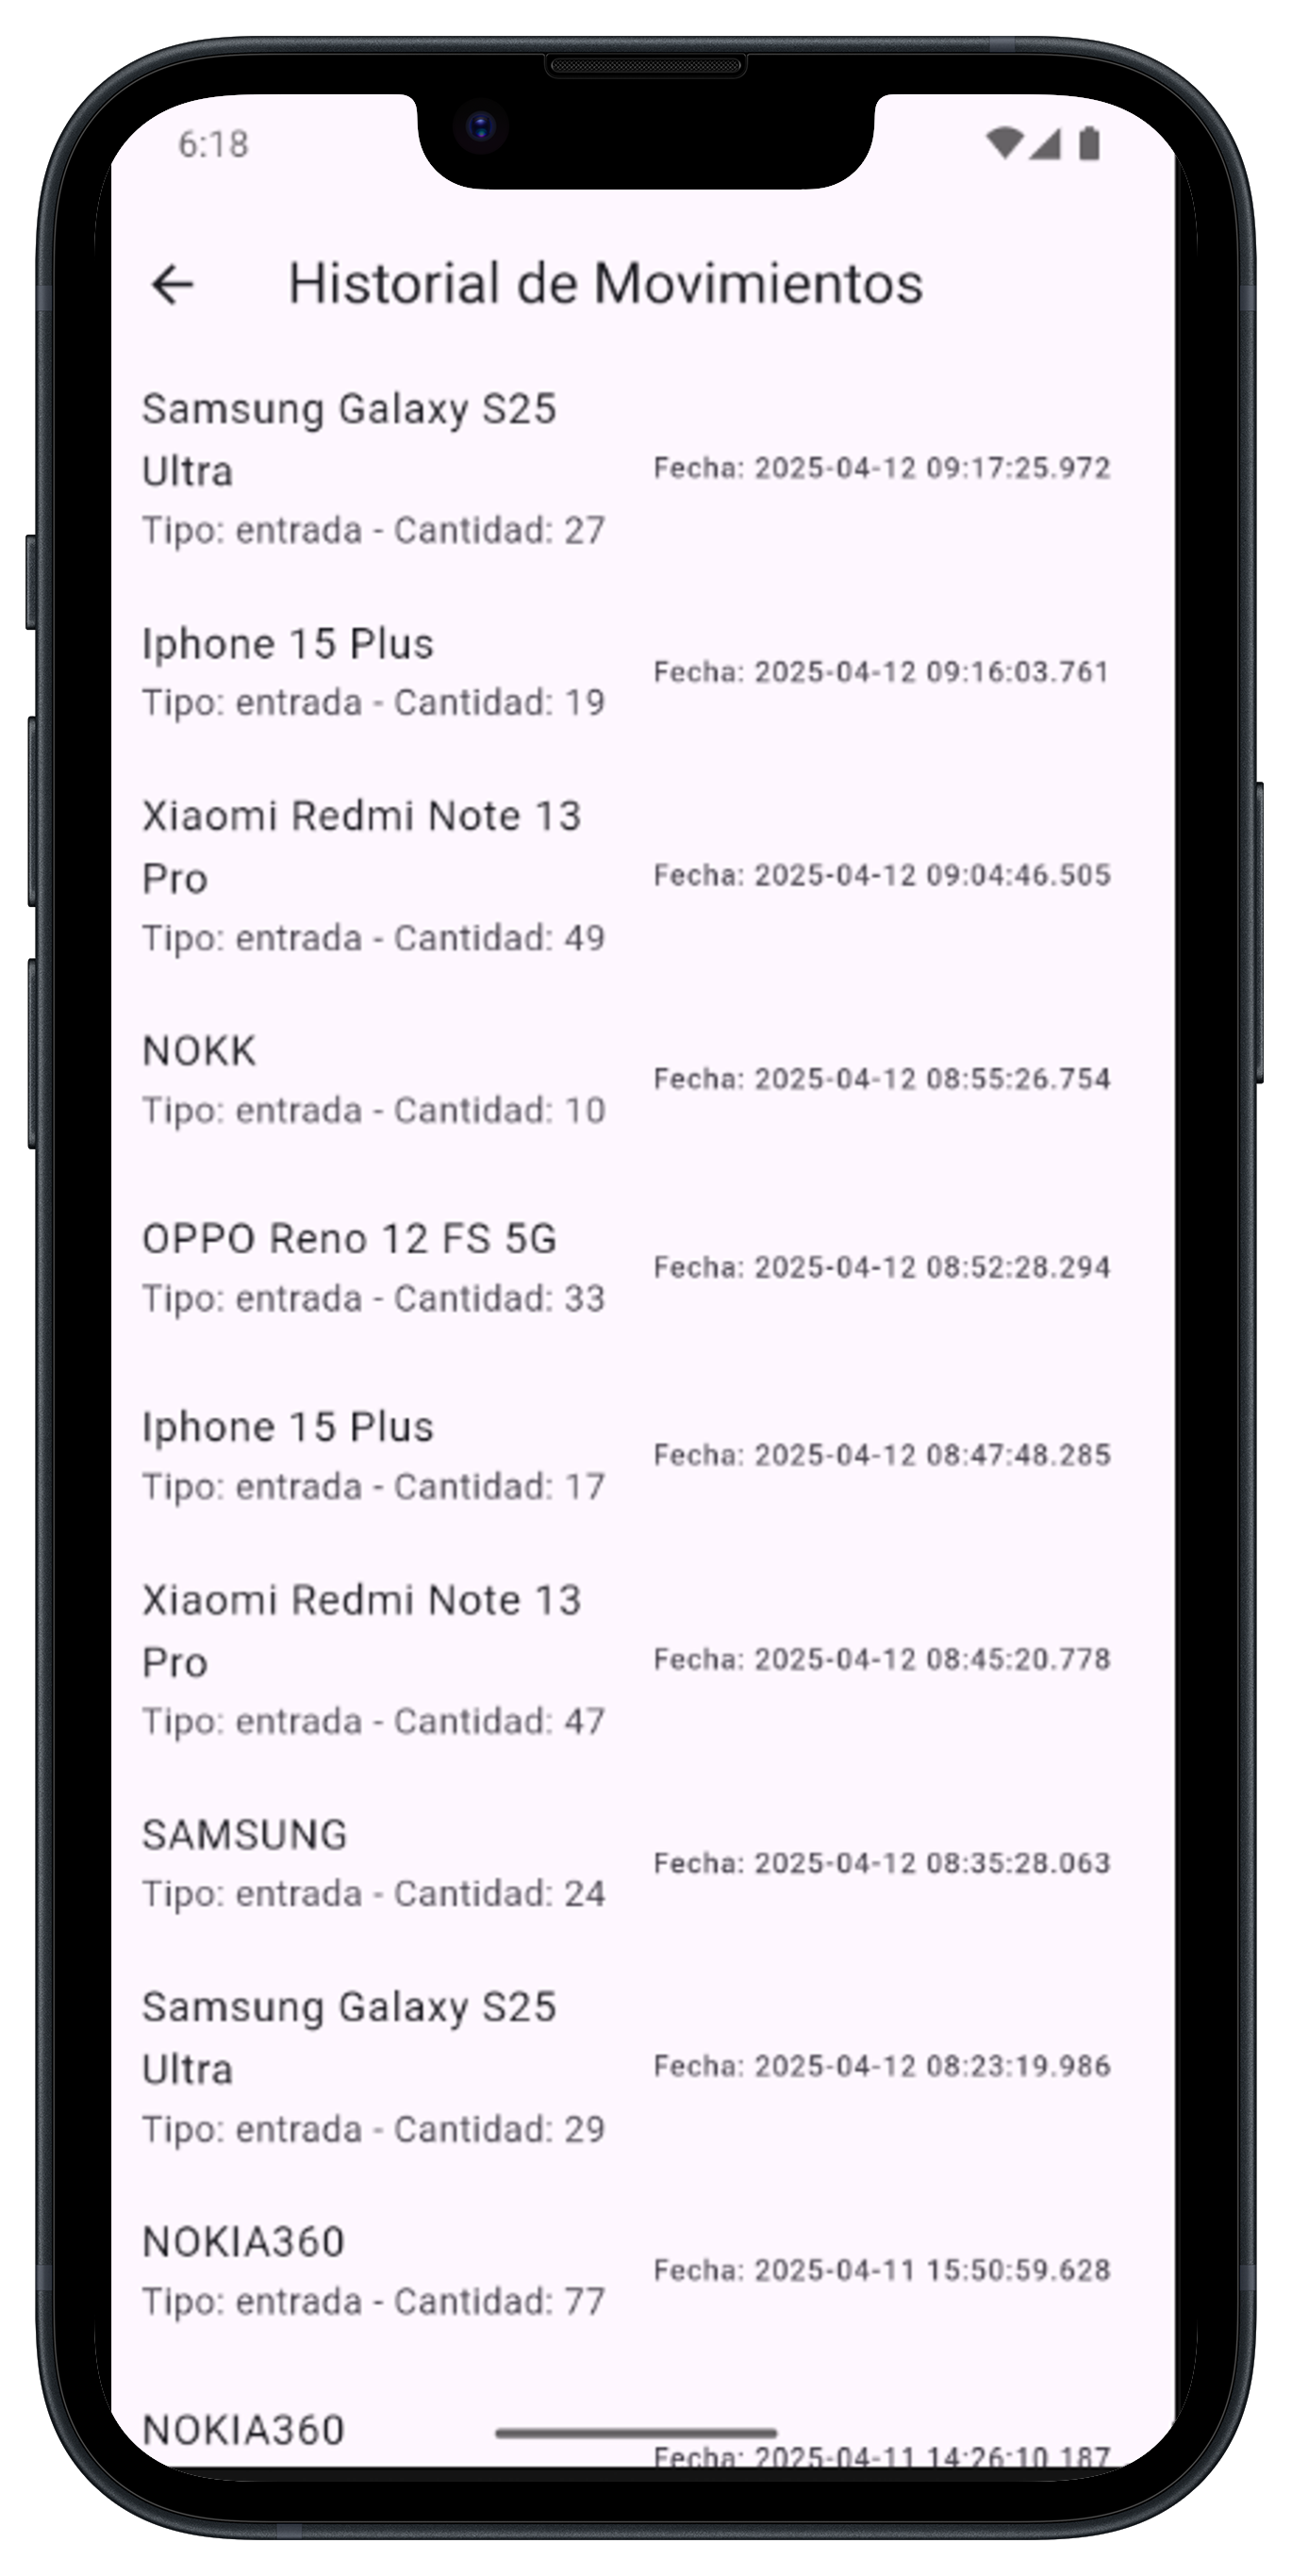 6:18
Historial de Movimientos
Samsung Galaxy S25
Ultra
Fecha: 2025-04-12 09:17:25.972
Tipo: entrada - Cantidad: 27
Iphone 15 Plus
Fecha: 2025-04-12 09:16:03.761
Tipo: entrada - Cantidad: 19
Xiaomi Redmi Note 13
Pro
Fecha: 2025-04-12 09:04:46.505
Tipo: entrada - Cantidad: 49
NOKK
Fecha: 2025-04-12 08:55:26.754
Tipo: entrada - Cantidad: 10
OPPO Reno 12 FS 5G
Fecha: 2025-04-12 08:52:28.294
Tipo: entrada - Cantidad: 33
Iphone 15 Plus
Fecha: 2025-04-12 08:47:48.285
Tipo: entrada - Cantidad: 17
Xiaomi Redmi Note 13
Pro
Fecha: 2025-04-12 08:45:20.778
Tipo: entrada - Cantidad: 47
SAMSUNG
Fecha: 2025-04-12 08:35:28.063
Tipo: entrada - Cantidad: 24
Samsung Galaxy S25
Ultra
Fecha: 2025-04-12 08:23:19.986
Tipo: entrada - Cantidad: 29
NOKIA360
Fecha: 2025-04-11 15:50:59.628
Tipo: entrada - Cantidad: 77
NOKIA360
Fecha: 2025-04-11 14:26:10.187